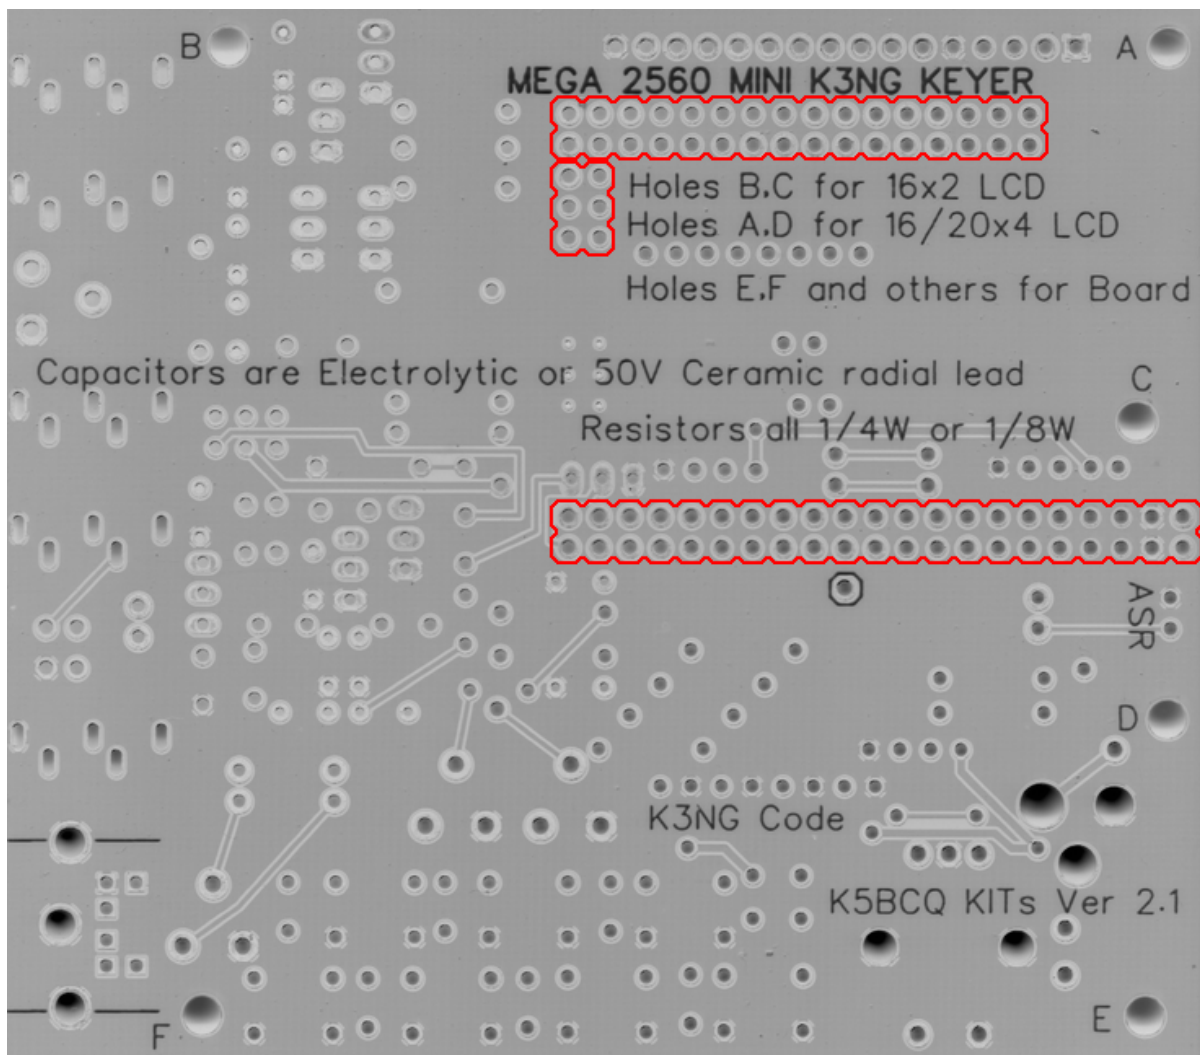 B
A
MEGA 2560 MINI K3NG KEYER
Holes B,C for 16x2 LCD
Holes A,D for 16/20x4 LCD
Holes E,F and others for Board
Capacitors are Electrolytic or 50V Ceramic radial lead
C
Resistors all 1/4W or 1/8W
ASR
D
K3NG Code
K5BCQ KITs Ver 2.1
F
E